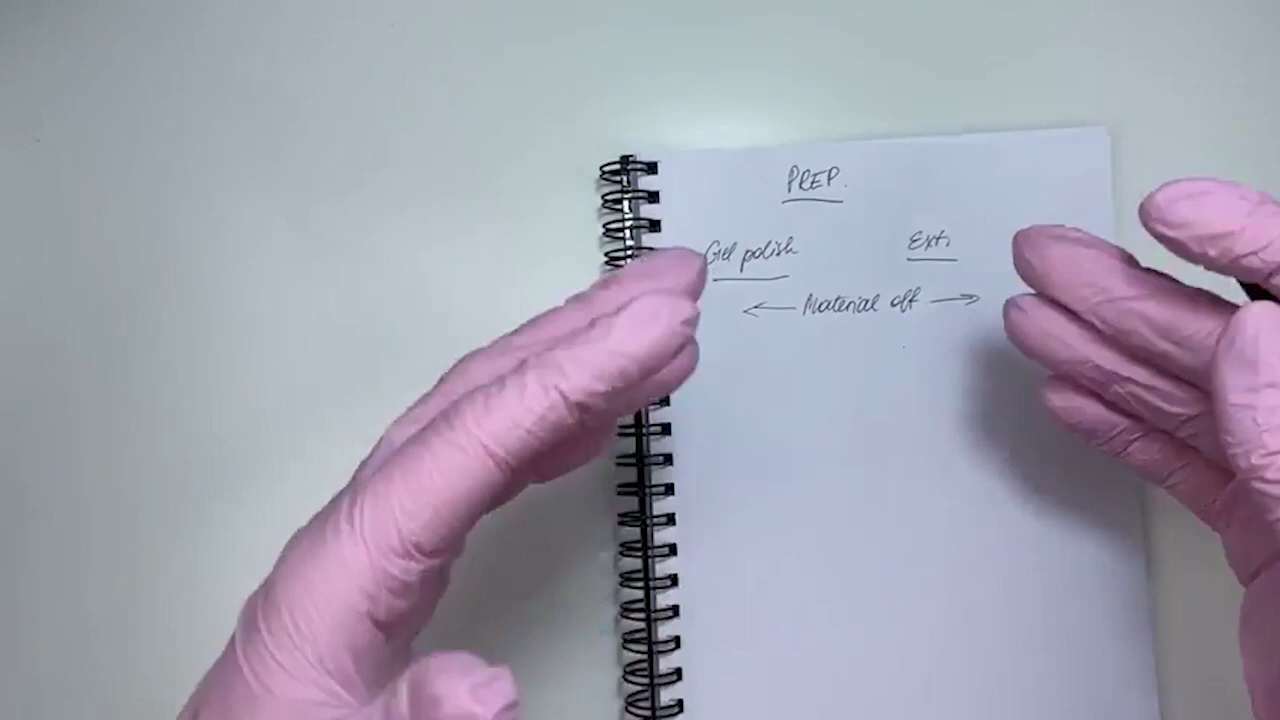 PREP.
Gel polish Ext.
← Material off →